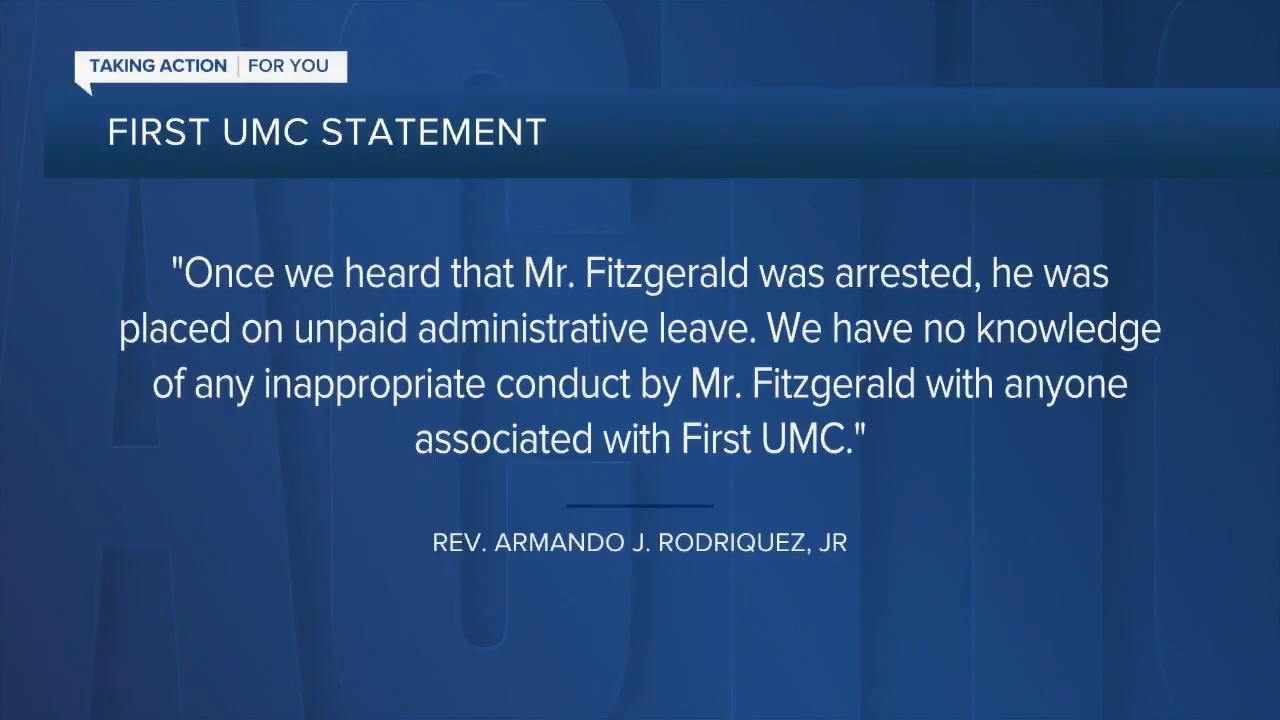 TAKING ACTION | FOR YOU
FIRST UMC STATEMENT
"Once we heard that Mr. Fitzgerald was arrested, he was
placed on unpaid administrative leave. We have no knowledge
of any inappropriate conduct by Mr. Fitzgerald with anyone
associated with First UMC."
REV. ARMANDO J. RODRIQUEZ, JR